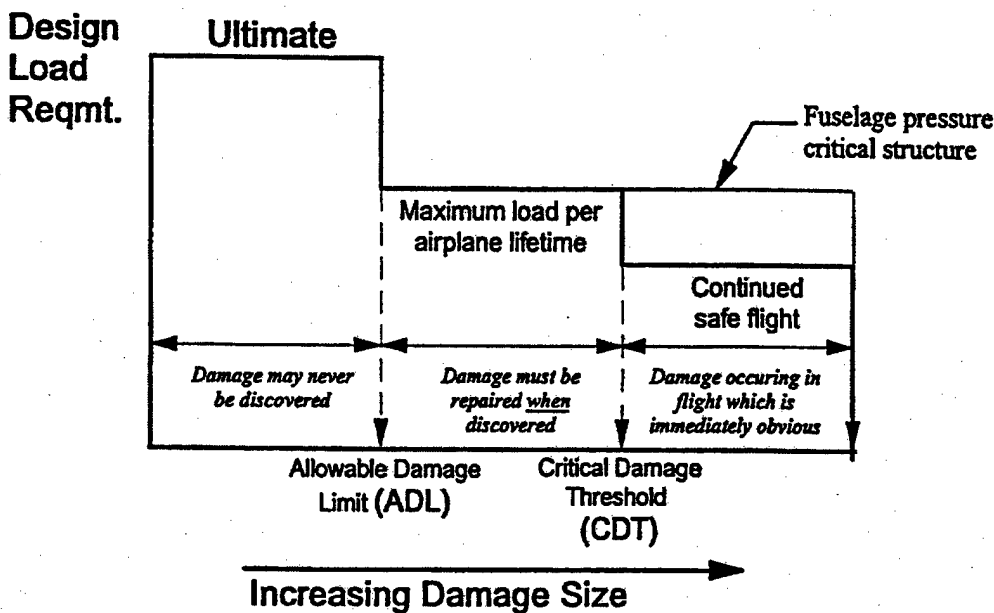 Design
Load
Reqmt.
Ultimate
Fuselage pressure
critical structure
Maximum load per
airplane lifetime
Continued
safe flight
Damage may never
be discovered
Damage must be
repaired when
discovered
Damage occuring in
flight which is
immediately obvious
Allowable Damage
Limit (ADL)
Critical Damage
Threshold
(CDT)
Increasing Damage Size